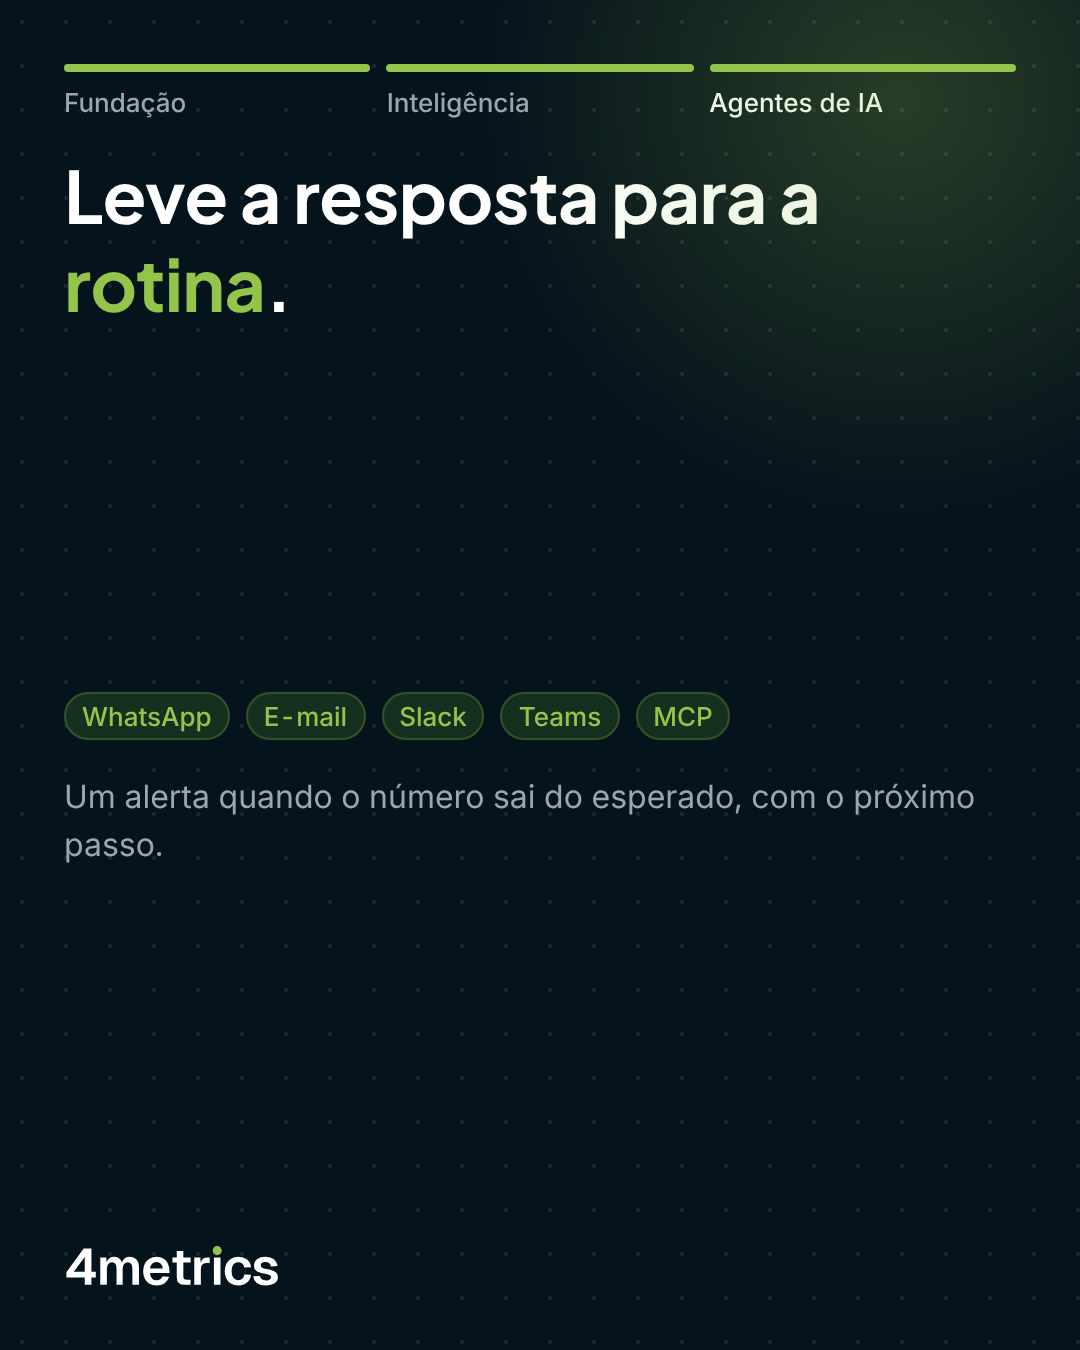 Fundação
Inteligência
Agentes de IA
Leve a resposta para a
rotina.
WhatsApp
E-mail
Slack
Teams
MCP
Um alerta quando o número sai do esperado, com o próximo
passo.
4metrics